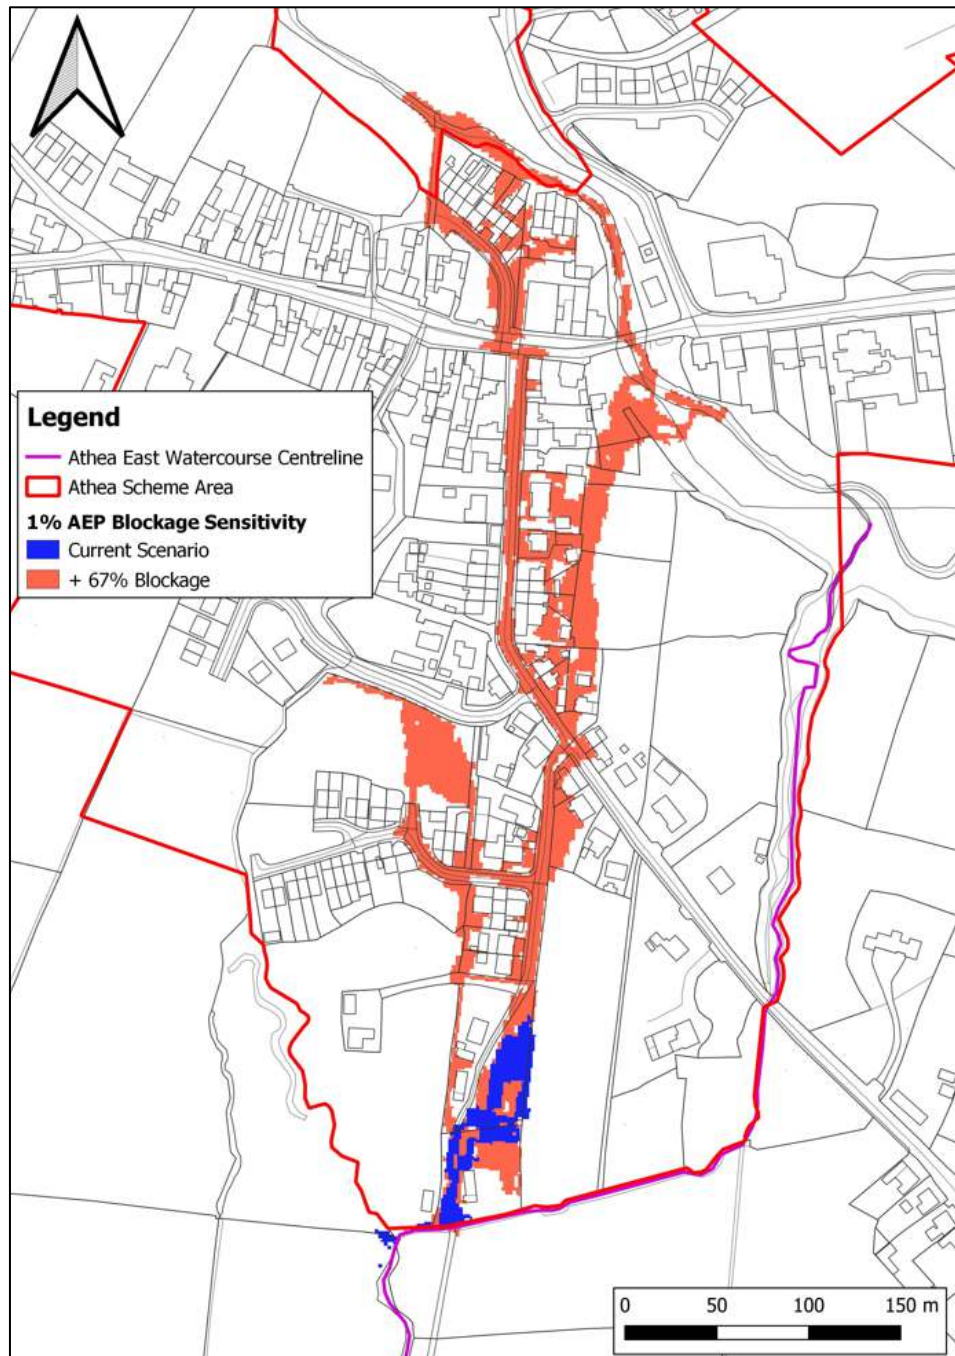 Legend
Athea East Watercourse Centreline
Athea Scheme Area
1% AEP Blockage Sensitivity
Current Scenario
+ 67% Blockage
0 50 100 150 m